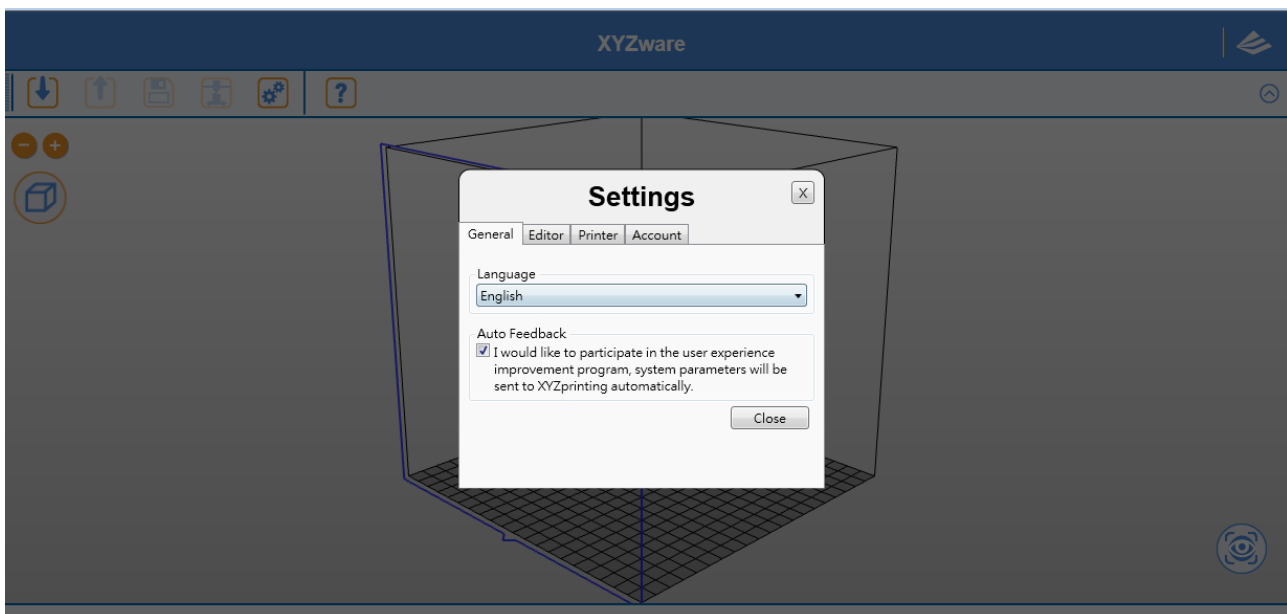 XYZware
?
Settings
X
General Editor Printer Account
Language
English
Auto Feedback
I would like to participate in the user experience
improvement program, system parameters will be
sent to XYZprinting automatically.
Close